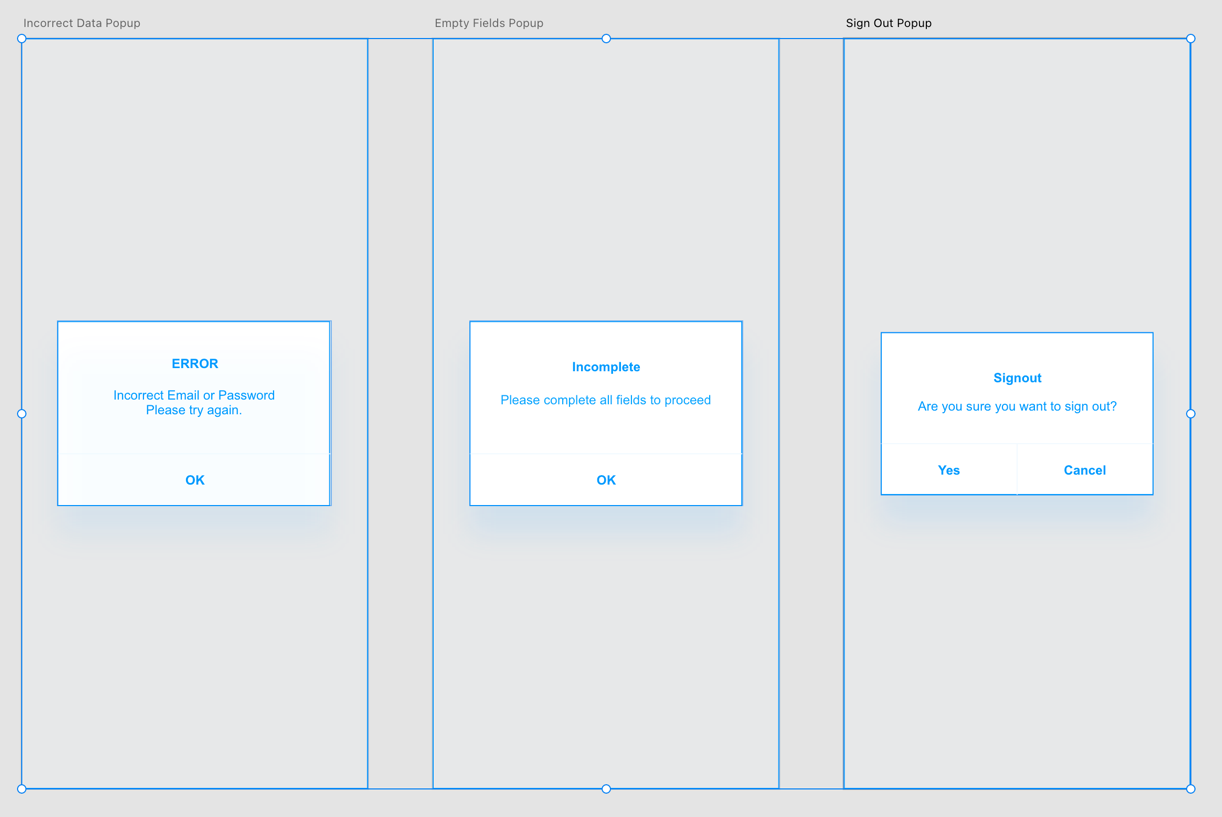 Incorrect Data Popup
Empty Fields Popup
Sign Out Popup
ERROR
Incorrect Email or Password
Please try again.
OK
Incomplete
Please complete all fields to proceed
OK
Signout
Are you sure you want to sign out?
Yes
Cancel